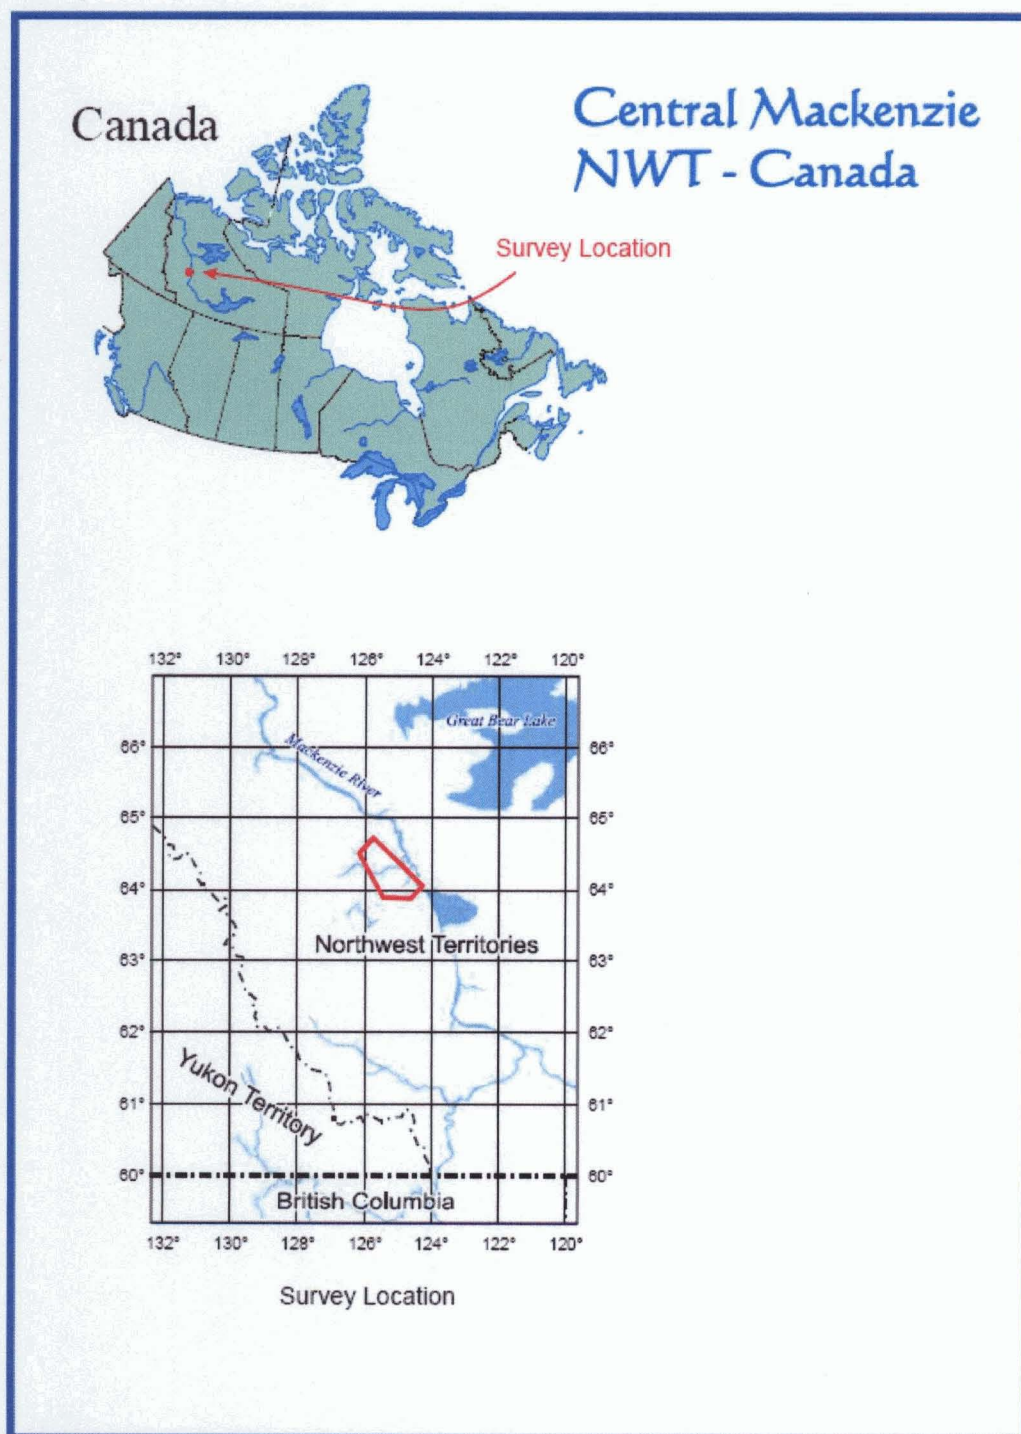 Canada
Central Mackenzie
NWT - Canada
Survey Location
132° 130° 128° 126° 124° 122° 120°
Great Bear Lake
66° 66°
Mackenzie River
65° 65°
64° 64°
Northwest Territories
63° 63°
62° 62°
Yukon Territory
61° 61°
60° 60°
British Columbia
132° 130° 128° 126° 124° 122° 120°
Survey Location